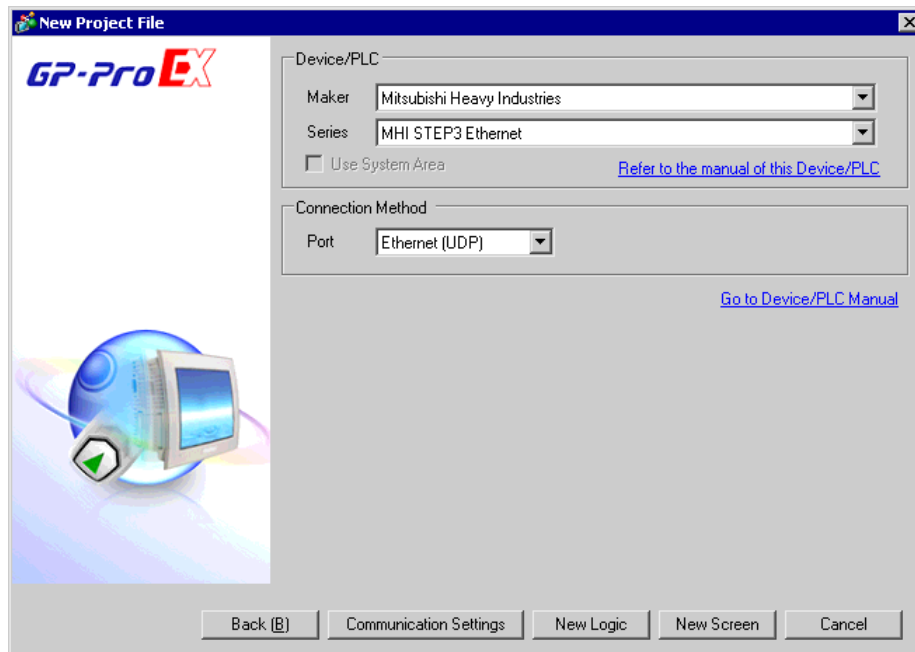 New Project File
GP-Pro EX
Device/PLC
Maker Mitsubishi Heavy Industries
Series MHI STEP3 Ethernet
Use System Area Refer to the manual of this Device/PLC
Connection Method
Port Ethernet (UDP)
Go to Device/PLC Manual
Back (B) Communication Settings New Logic New Screen Cancel